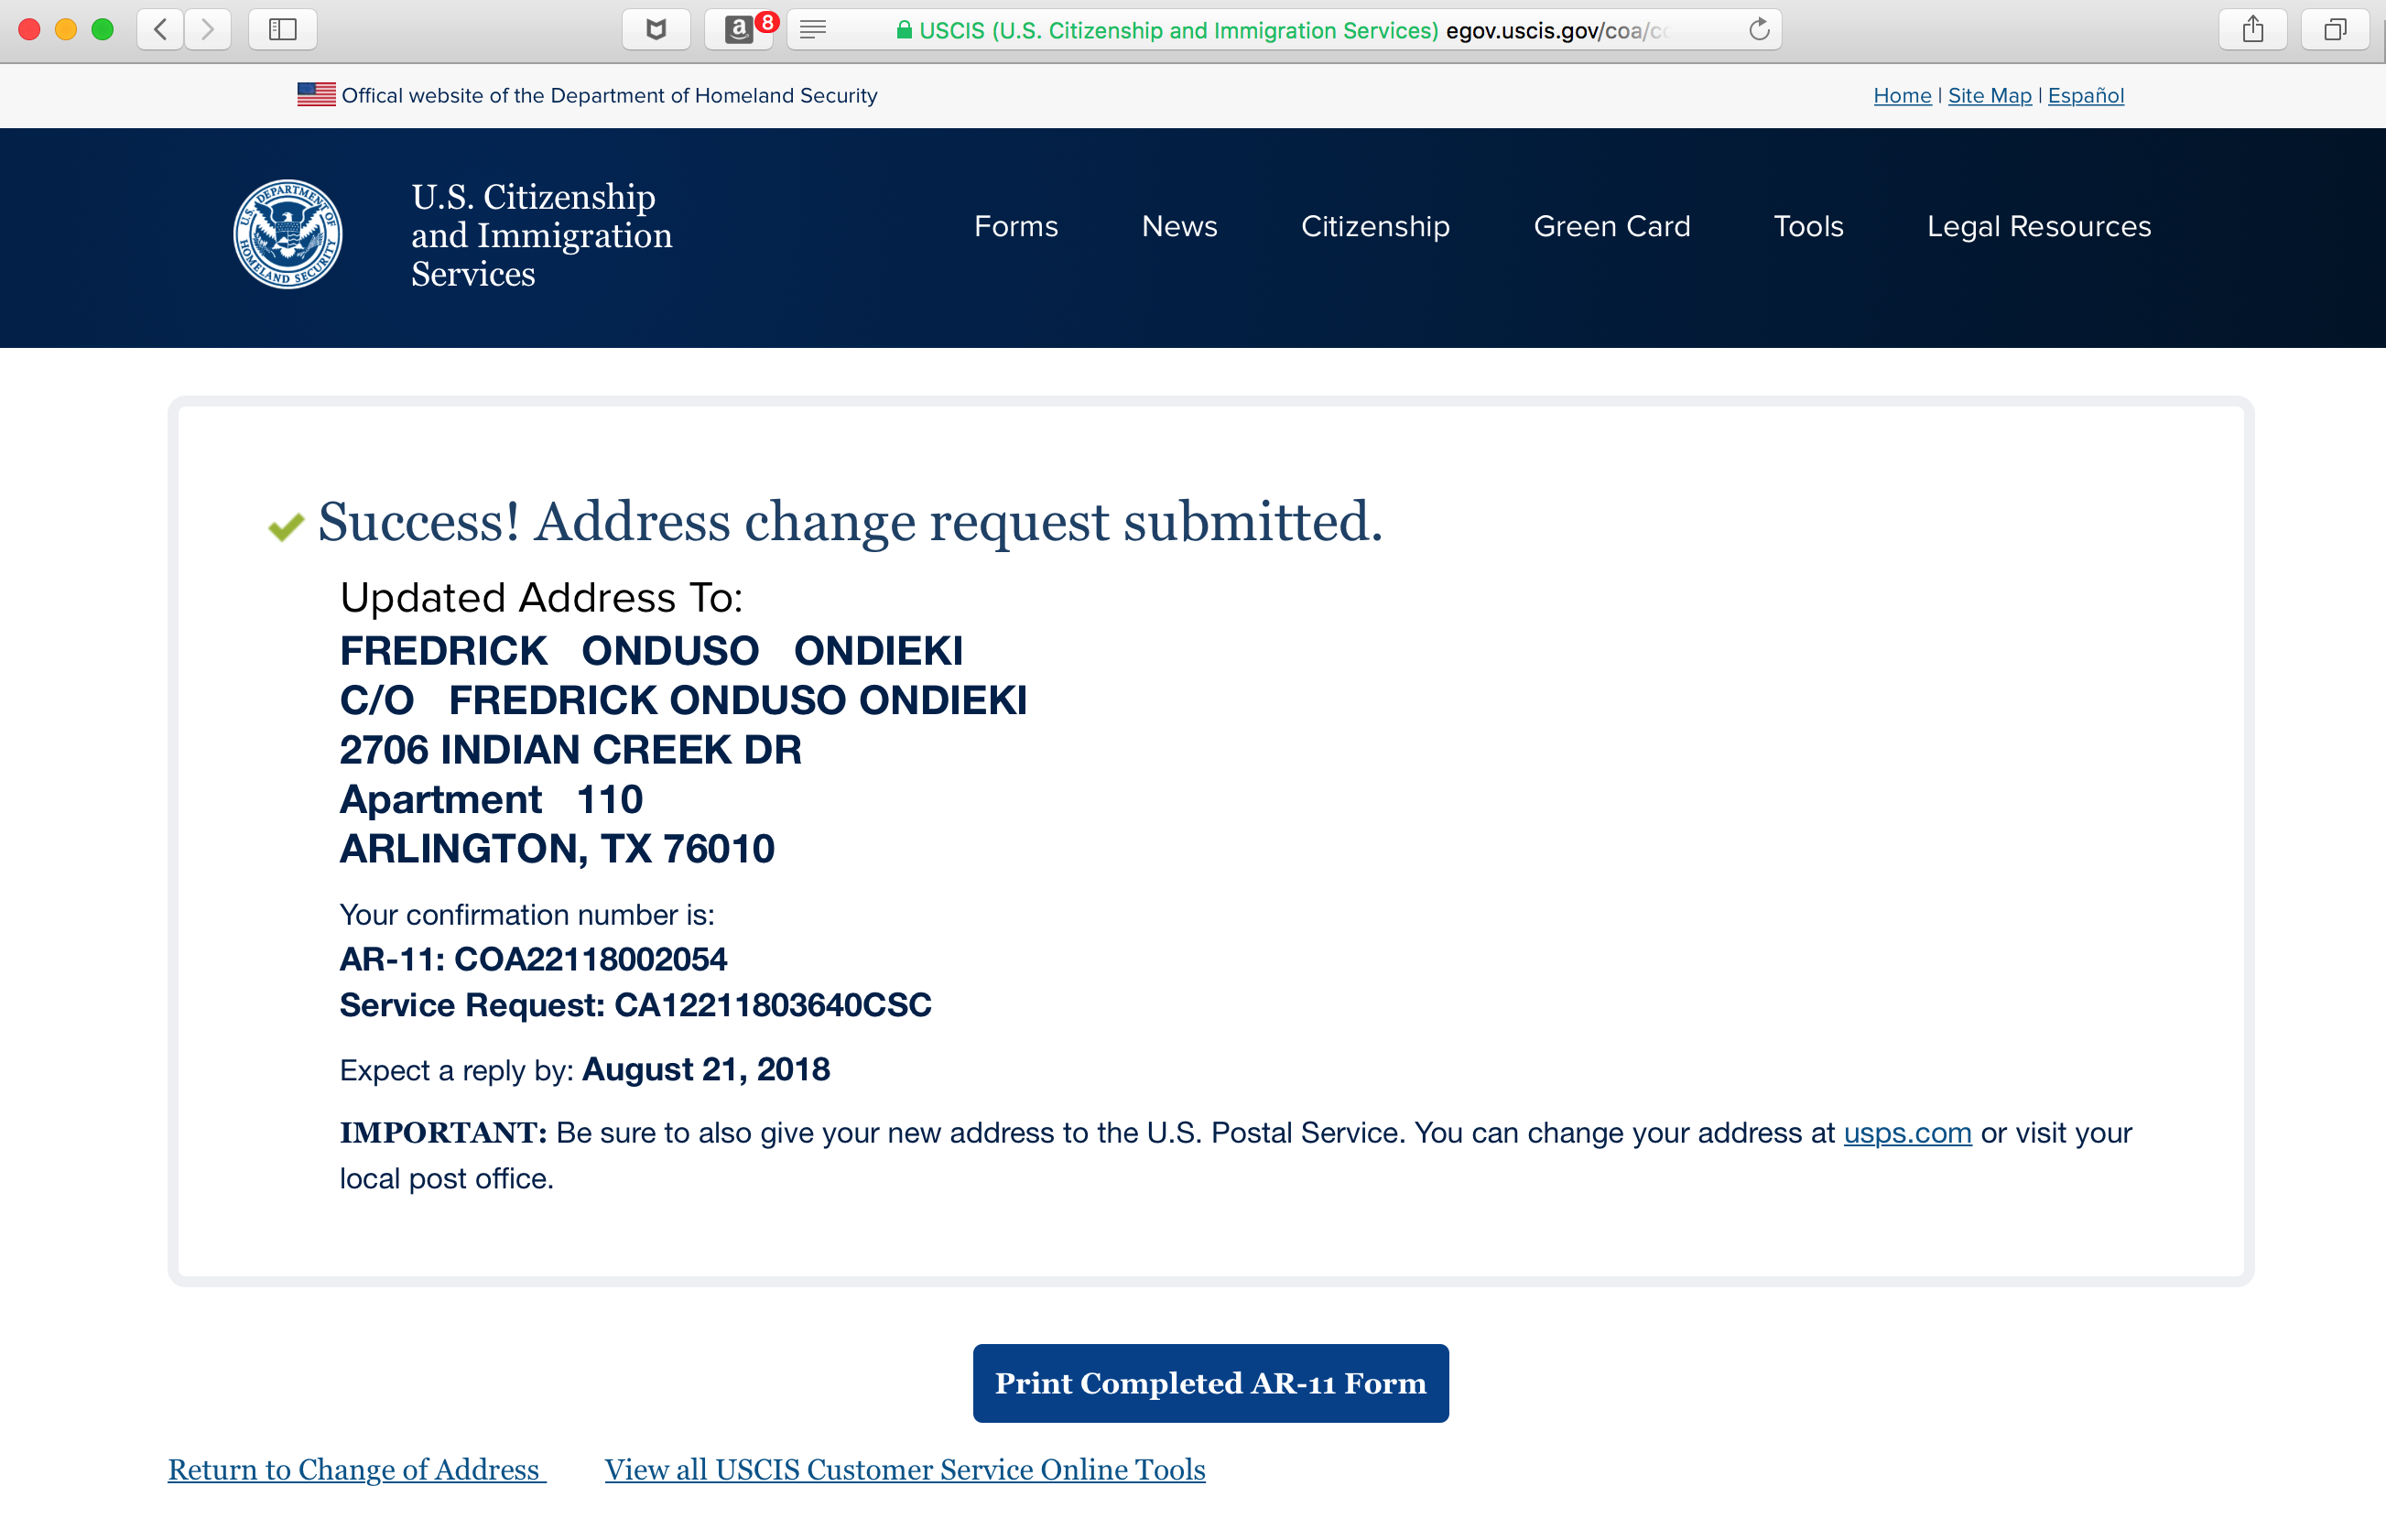 8
USCIS (U.S. Citizenship and Immigration Services) egov.uscis.gov/coa/
Offical website of the Department of Homeland Security
Home | Site Map | Español
U.S. DEPARTMENT OF HOMELAND SECURITY
U.S. Citizenship
and Immigration
Services
Forms News Citizenship Green Card Tools Legal Resources
Success! Address change request submitted.
Updated Address To:
FREDRICK ONDUSO ONDIEKI
C/O FREDRICK ONDUSO ONDIEKI
2706 INDIAN CREEK DR
Apartment 110
ARLINGTON, TX 76010
Your confirmation number is:
AR-11: COA22118002054
Service Request: CA12211803640CSC
Expect a reply by: August 21, 2018
IMPORTANT: Be sure to also give your new address to the U.S. Postal Service. You can change your address at usps.com or visit your
local post office.
Print Completed AR-11 Form
Return to Change of Address View all USCIS Customer Service Online Tools